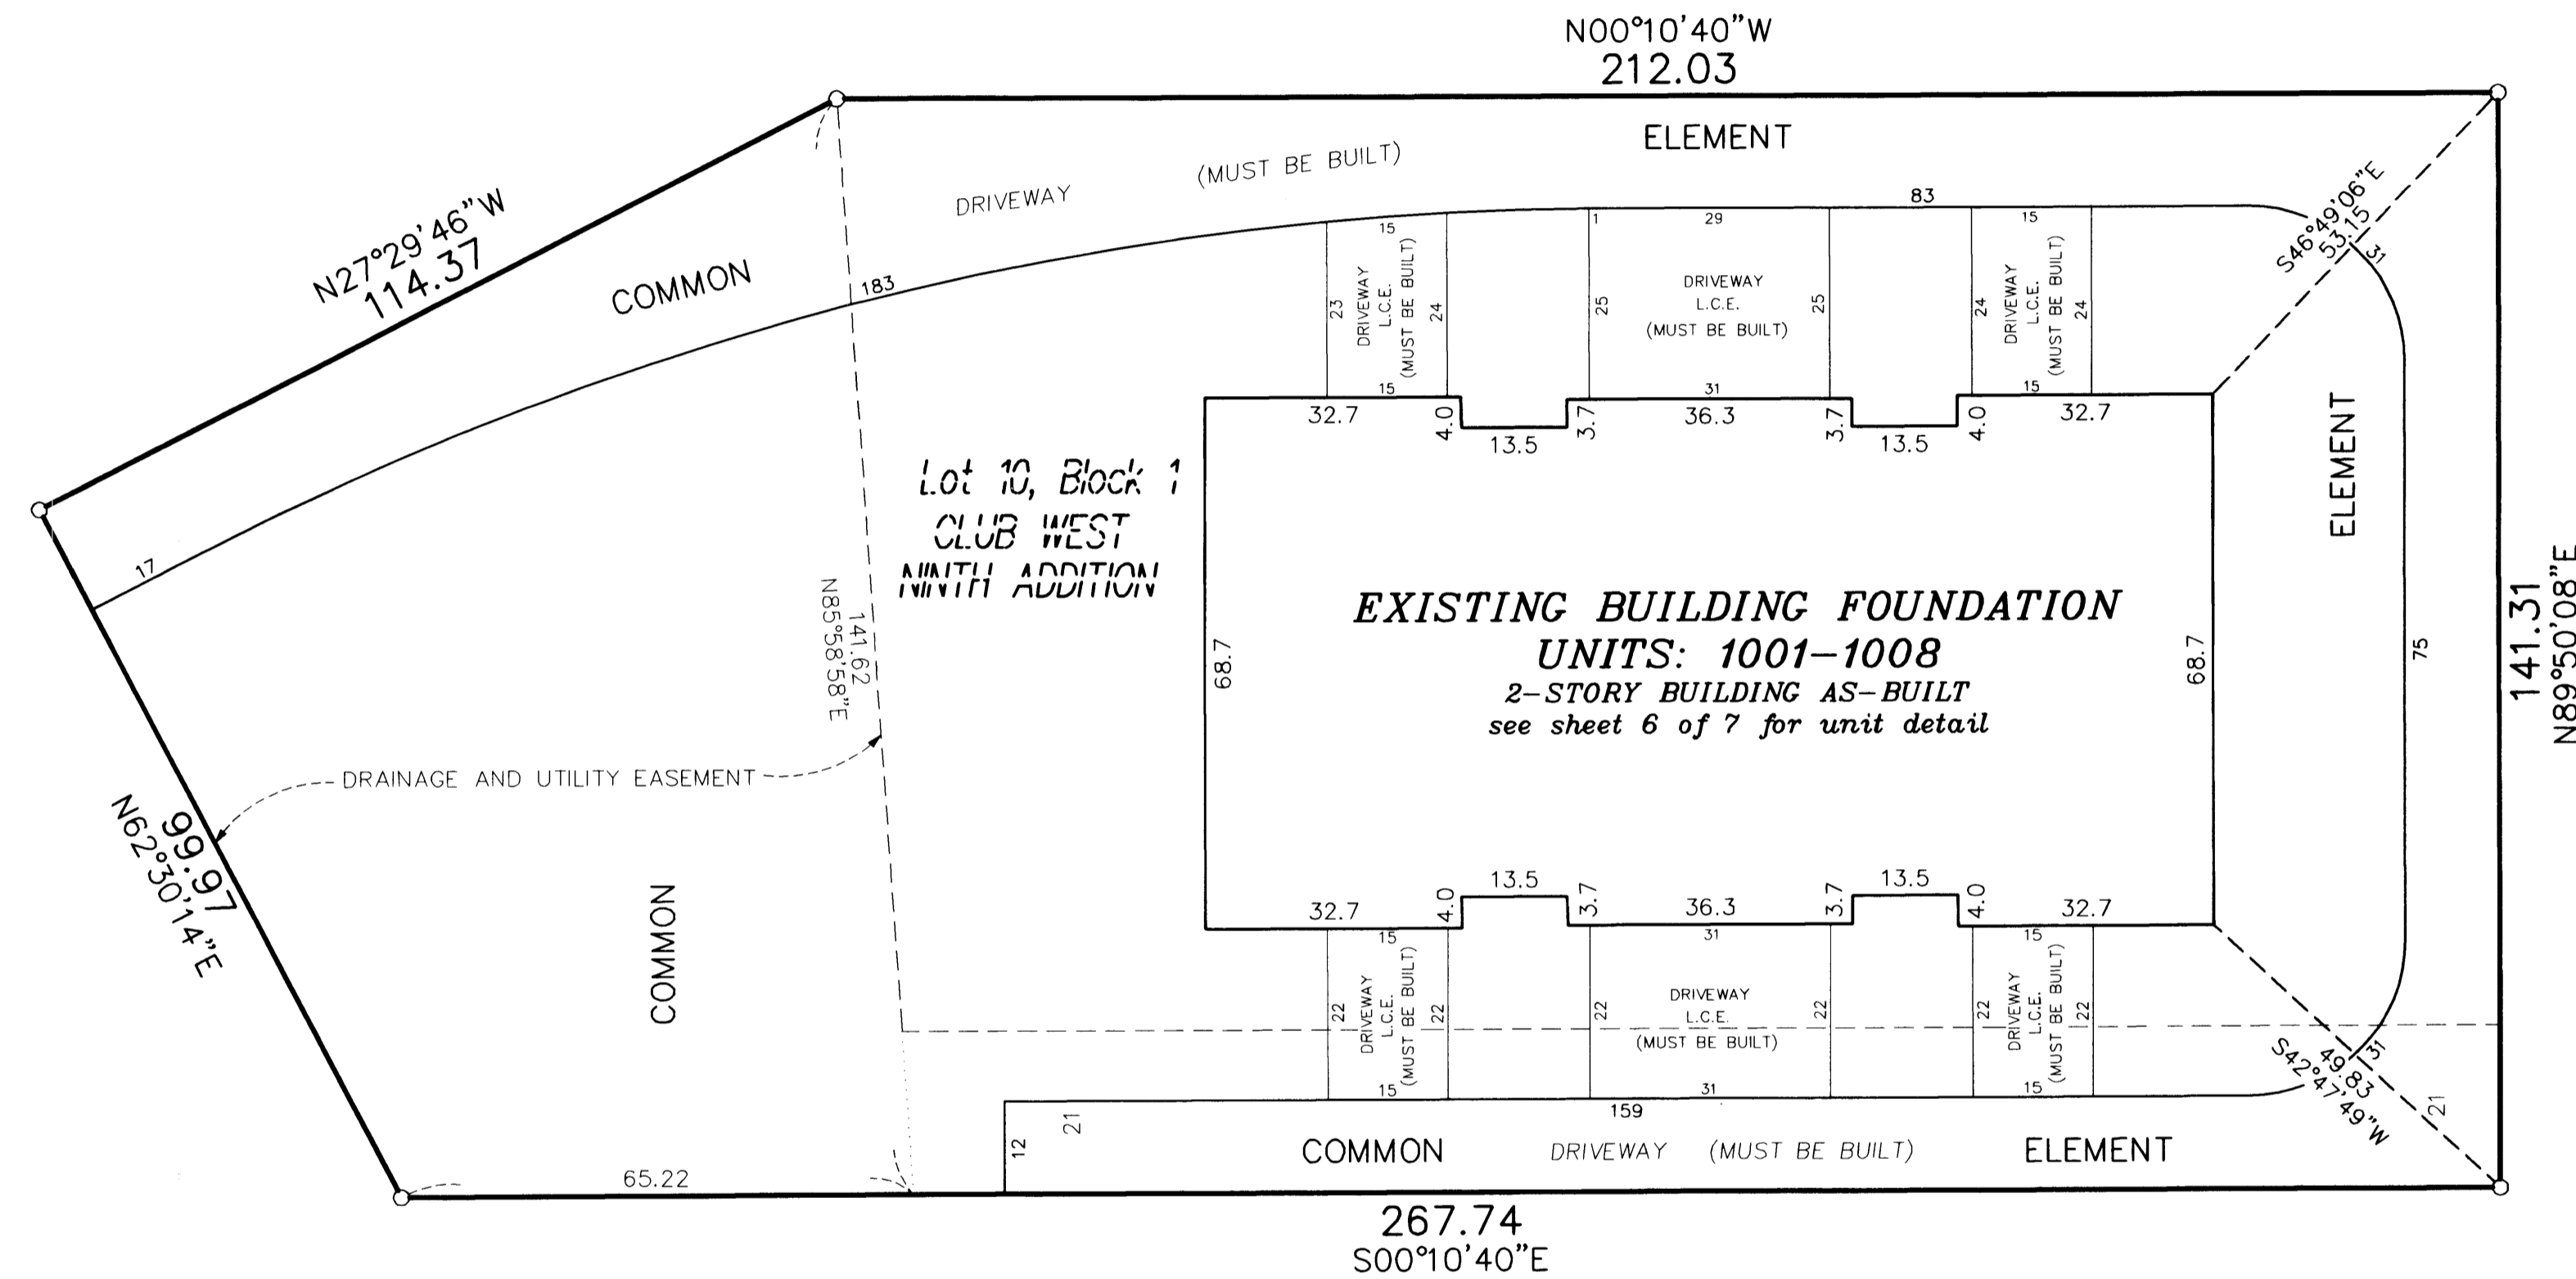 N00°10'40"W
212.03
ELEMENT
(MUST BE BUILT)
DRIVEWAY
N27°29'46"W
114.37
COMMON
183
17
83
S46°49'06"E
53.15
31
15
23
DRIVEWAY
L.C.E.
(MUST BE BUILT)
24
15
1
29
25
DRIVEWAY
L.C.E.
(MUST BE BUILT)
25
31
15
24
DRIVEWAY
L.C.E.
(MUST BE BUILT)
24
15
32.7
4.0
13.5
3.7
36.3
3.7
13.5
4.0
32.7
ELEMENT
Lot 10, Block 1
CLUB WEST
NINTH ADDITION
141.62
N85°58'58"E
68.7
EXISTING BUILDING FOUNDATION
UNITS: 1001-1008
2-STORY BUILDING AS-BUILT
see sheet 6 of 7 for unit detail
68.7
75
141.31
N89°50'08"E
DRAINAGE AND UTILITY EASEMENT
99.97
N62°30'14"E
COMMON
32.7
4.0
13.5
3.7
36.3
3.7
13.5
4.0
32.7
15
22
DRIVEWAY
L.C.E.
(MUST BE BUILT)
22
15
31
22
DRIVEWAY
L.C.E.
(MUST BE BUILT)
22
31
15
22
DRIVEWAY
L.C.E.
(MUST BE BUILT)
22
15
31
49.83
S42°47'49"W
21
159
21
12
COMMON
DRIVEWAY (MUST BE BUILT)
ELEMENT
65.22
267.74
S00°10'40"E